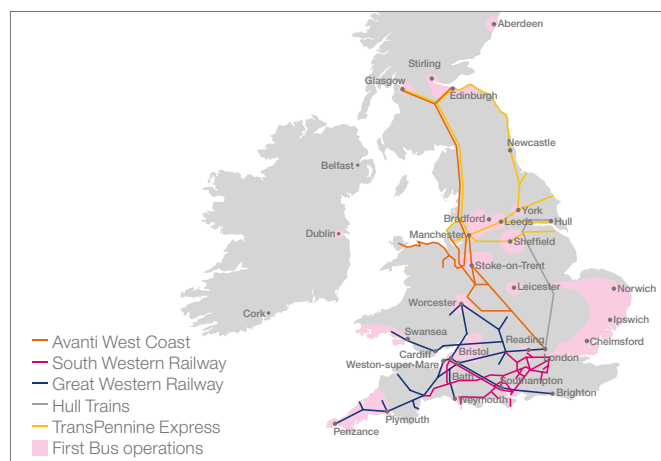 Aberdeen
Stirling
Glasgow
Edinburgh
Newcastle
Belfast
York
Bradford
Leeds
Hull
Dublin
Manchester
Sheffield
Stoke-on-Trent
Leicester
Norwich
Worcester
Cork
Ipswich
Swansea
Reading
Chelmsford
Cardiff
Bristol
London
Weston-super-Mare
Bath
Southampton
Weymouth
Brighton
Plymouth
Penzance
Avanti West Coast
South Western Railway
Great Western Railway
Hull Trains
TransPennine Express
First Bus operations